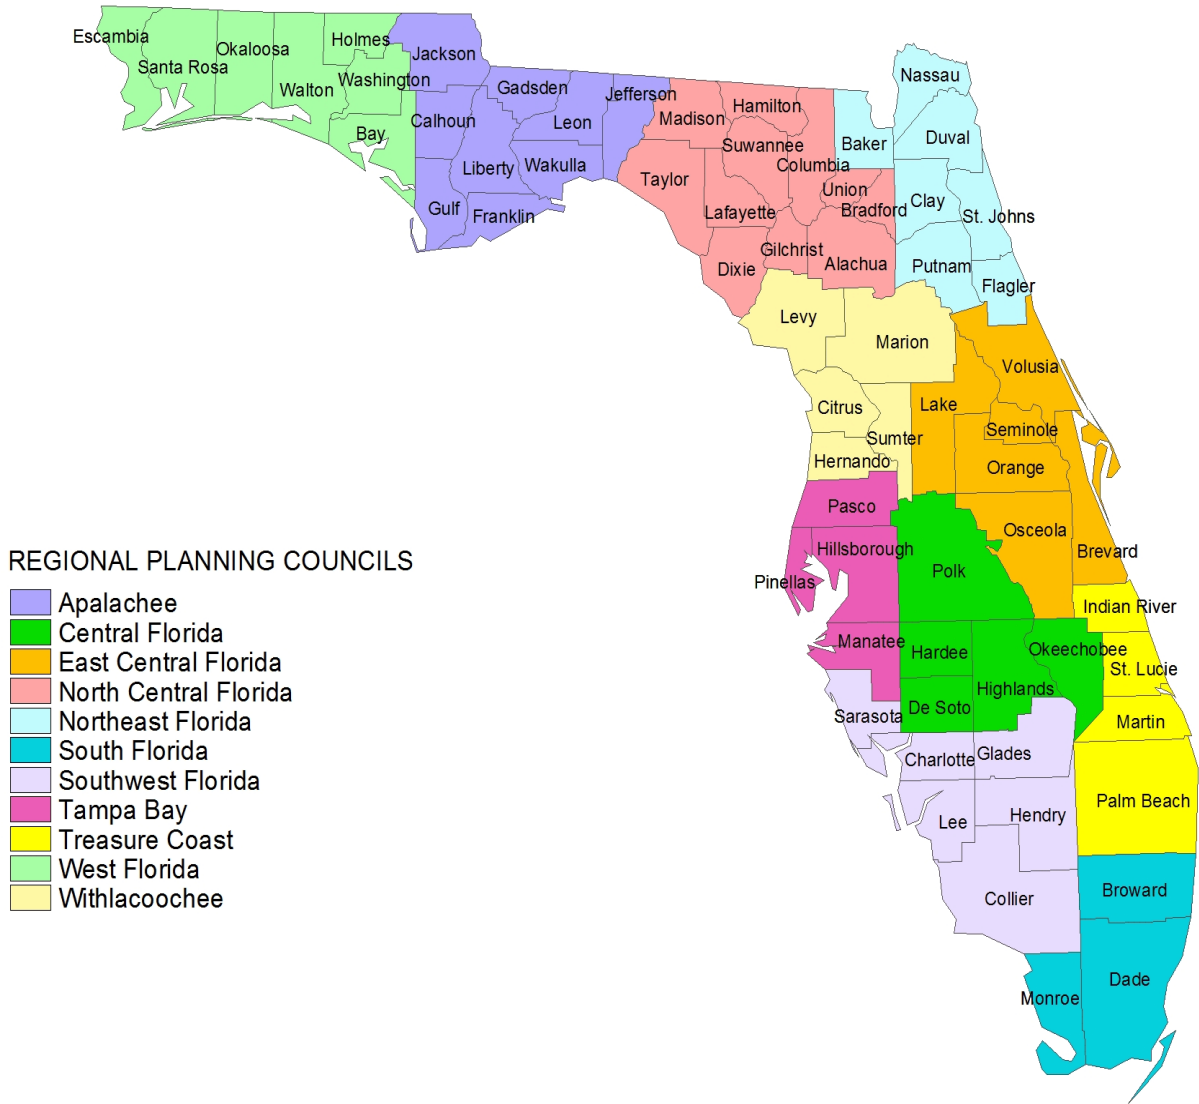 Escambia
Santa Rosa
Okaloosa
Walton
Holmes
Washington
Bay
Jackson
Calhoun
Gulf
Gadsden
Liberty
Franklin
Leon
Wakulla
Jefferson
Madison
Taylor
Hamilton
Suwannee
Lafayette
Dixie
Columbia
Gilchrist
Union
Bradford
Alachua
Baker
Nassau
Duval
Clay
St. Johns
Putnam
Flagler
Levy
Marion
Citrus
Sumter
Hernando
Volusia
Lake
Seminole
Orange
Osceola
Brevard
Pasco
Hillsborough
Pinellas
Manatee
Polk
Hardee
De Soto
Highlands
Okeechobee
Indian River
St. Lucie
Martin
Palm Beach
Sarasota
Charlotte
Glades
Lee
Hendry
Collier
Broward
Dade
Monroe
REGIONAL PLANNING COUNCILS
Apalachee
Central Florida
East Central Florida
North Central Florida
Northeast Florida
South Florida
Southwest Florida
Tampa Bay
Treasure Coast
West Florida
Withlacoochee